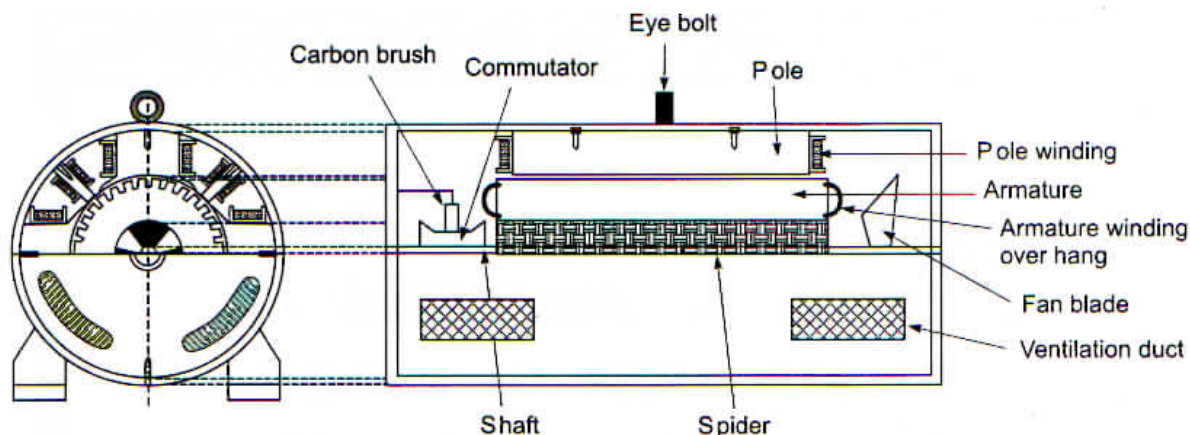 Eye bolt
Carbon brush
Commutator
Pole
Pole winding
Armature
Armature winding
over hang
Fan blade
Ventilation duct
Shaft
Spider